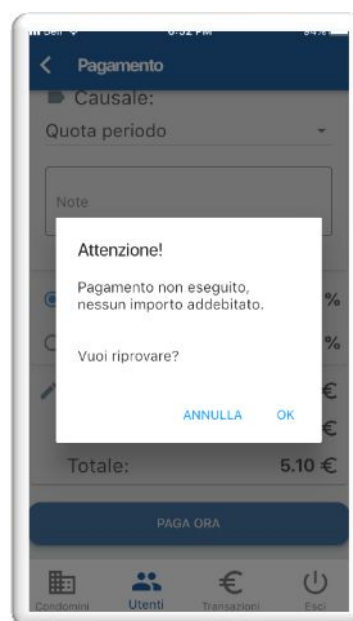 Pagamento
Causale:
Quota periodo
Note
Attenzione!
Pagamento non eseguito,
nessun importo addebitato.
Vuoi riprovare?
ANNULLA OK
%
%
€
€
Totale: 5.10 €
PAGA ORA
Condomini Utenti Transazioni Esci